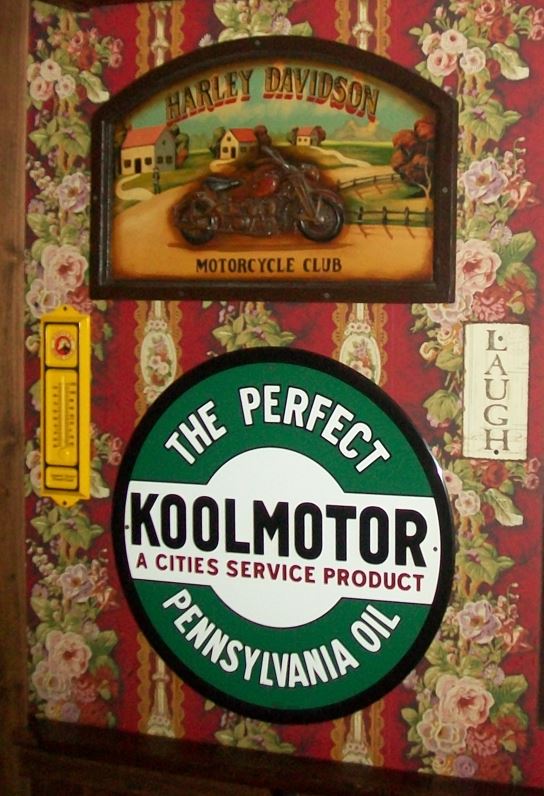 HARLEY DAVIDSON
MOTORCYCLE CLUB
LAUGH
THE PERFECT
KOOLMOTOR
A CITIES SERVICE PRODUCT
PENNSYLVANIA OIL